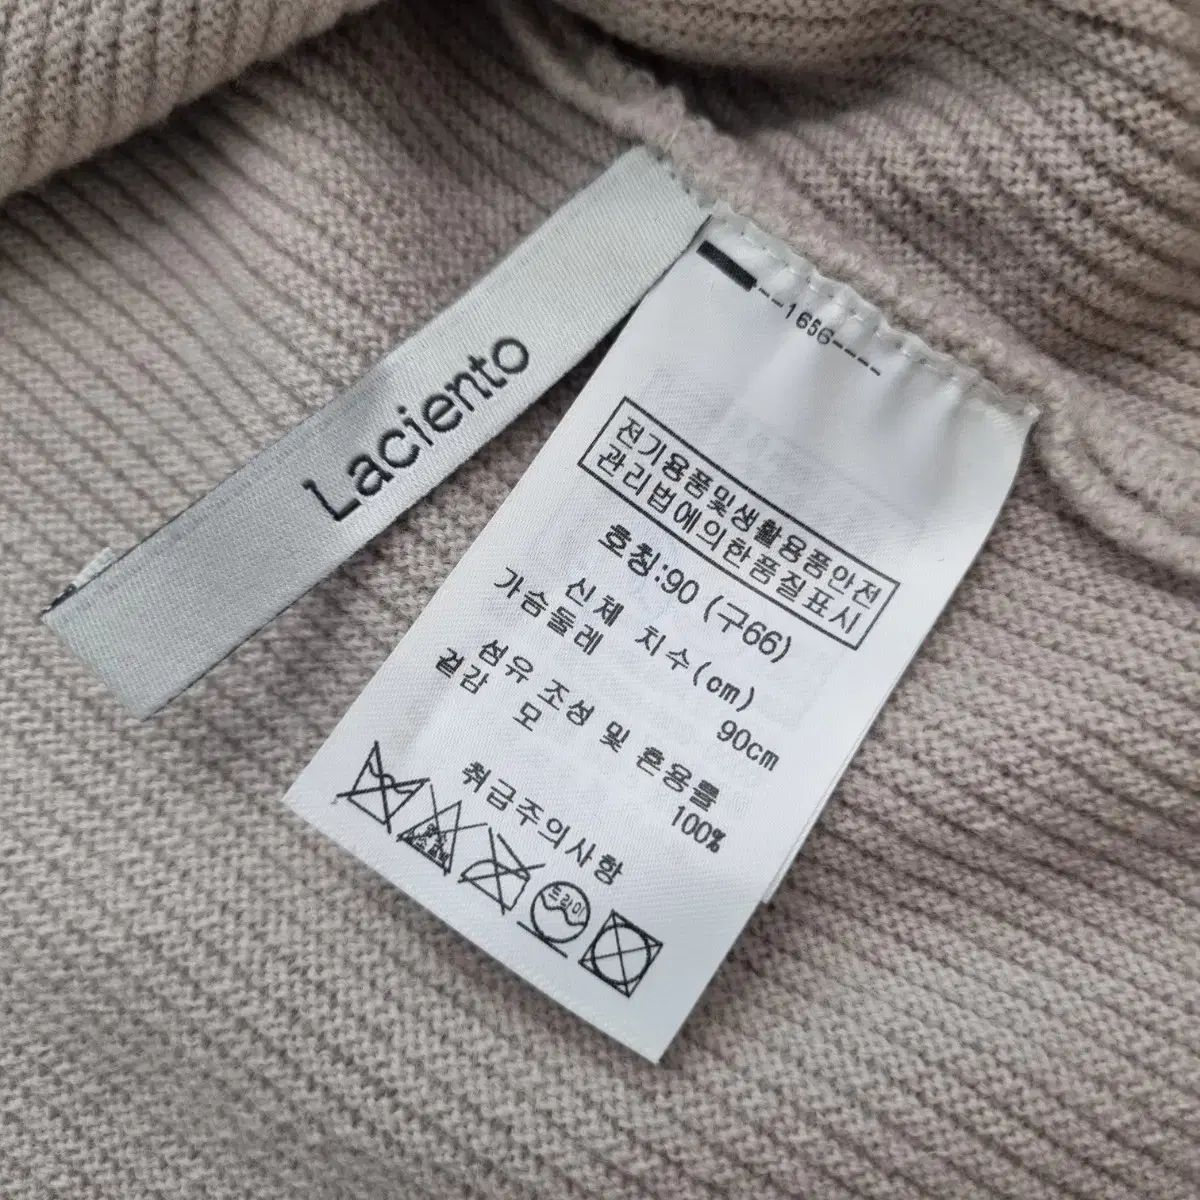 Laciento
--1656----
전기용품및생활용품안전
관리법에의한품질표시
호칭:90 (구66)
신체 치수(cm)
가슴둘레 90cm
섬유 조성 및 혼용률
겉감 모 100%
취급주의사항
드라이